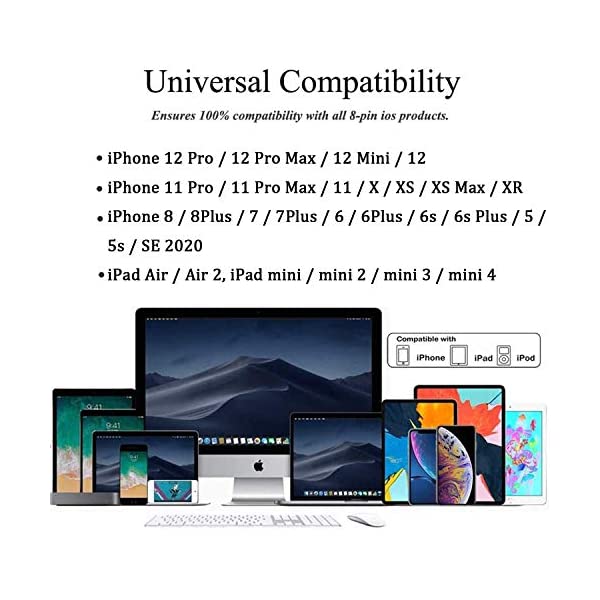 Universal Compatibility
Ensures 100% compatibility with all 8-pin ios products.
• iPhone 12 Pro / 12 Pro Max / 12 Mini / 12
• iPhone 11 Pro / 11 Pro Max / 11 / X / XS / XS Max / XR
• iPhone 8 / 8Plus / 7 / 7Plus / 6 / 6Plus / 6s / 6s Plus / 5 /
5s / SE 2020
• iPad Air / Air 2, iPad mini / mini 2 / mini 3 / mini 4
Compatible with
iPhone iPad iPod
9:41
9:41